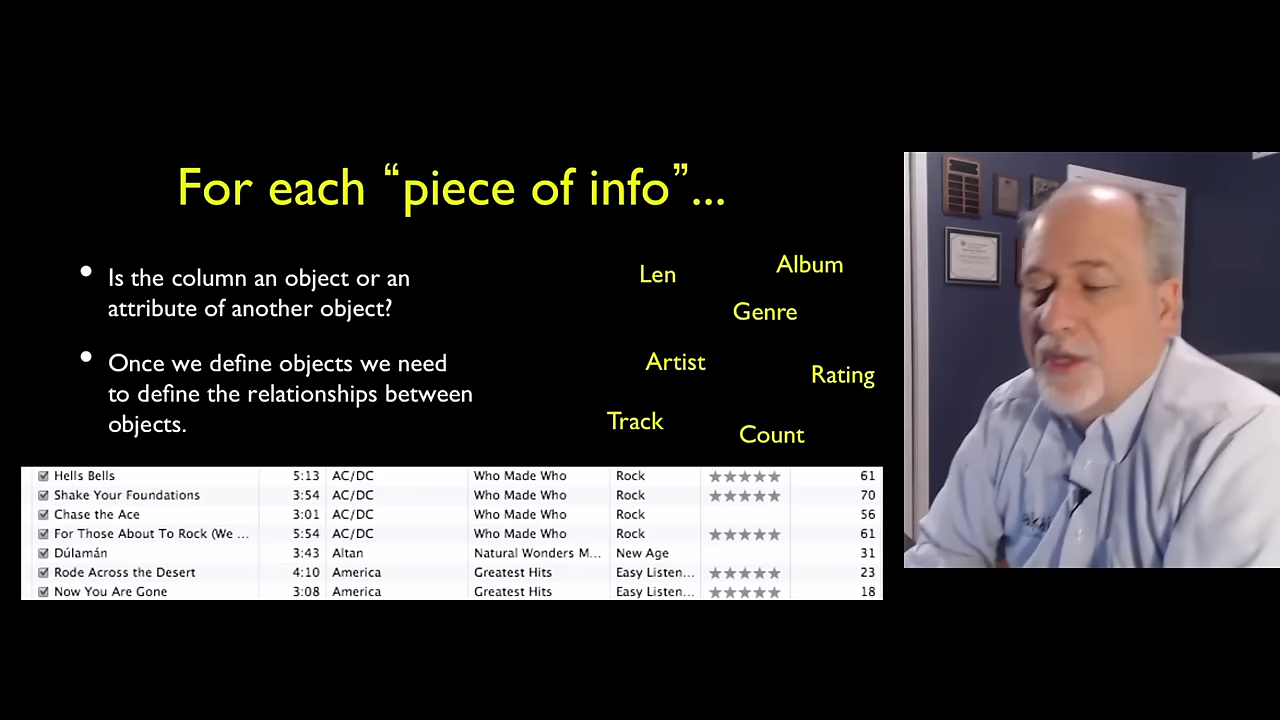 For each “piece of info”...
• Is the column an object or an
attribute of another object?
• Once we define objects we need
to define the relationships between
objects.
Len
Album
Genre
Artist
Rating
Track
Count
Hells Bells 5:13 AC/DC Who Made Who Rock ★★★★★ 61
Shake Your Foundations 3:54 AC/DC Who Made Who Rock ★★★★★ 70
Chase the Ace 3:01 AC/DC Who Made Who Rock 56
For Those About To Rock (We ... 5:54 AC/DC Who Made Who Rock ★★★★★ 61
Dúlamán 3:43 Altan Natural Wonders M... New Age 31
Rode Across the Desert 4:10 America Greatest Hits Easy Listen... ★★★★★ 23
Now You Are Gone 3:08 America Greatest Hits Easy Listen... ★★★★★ 18